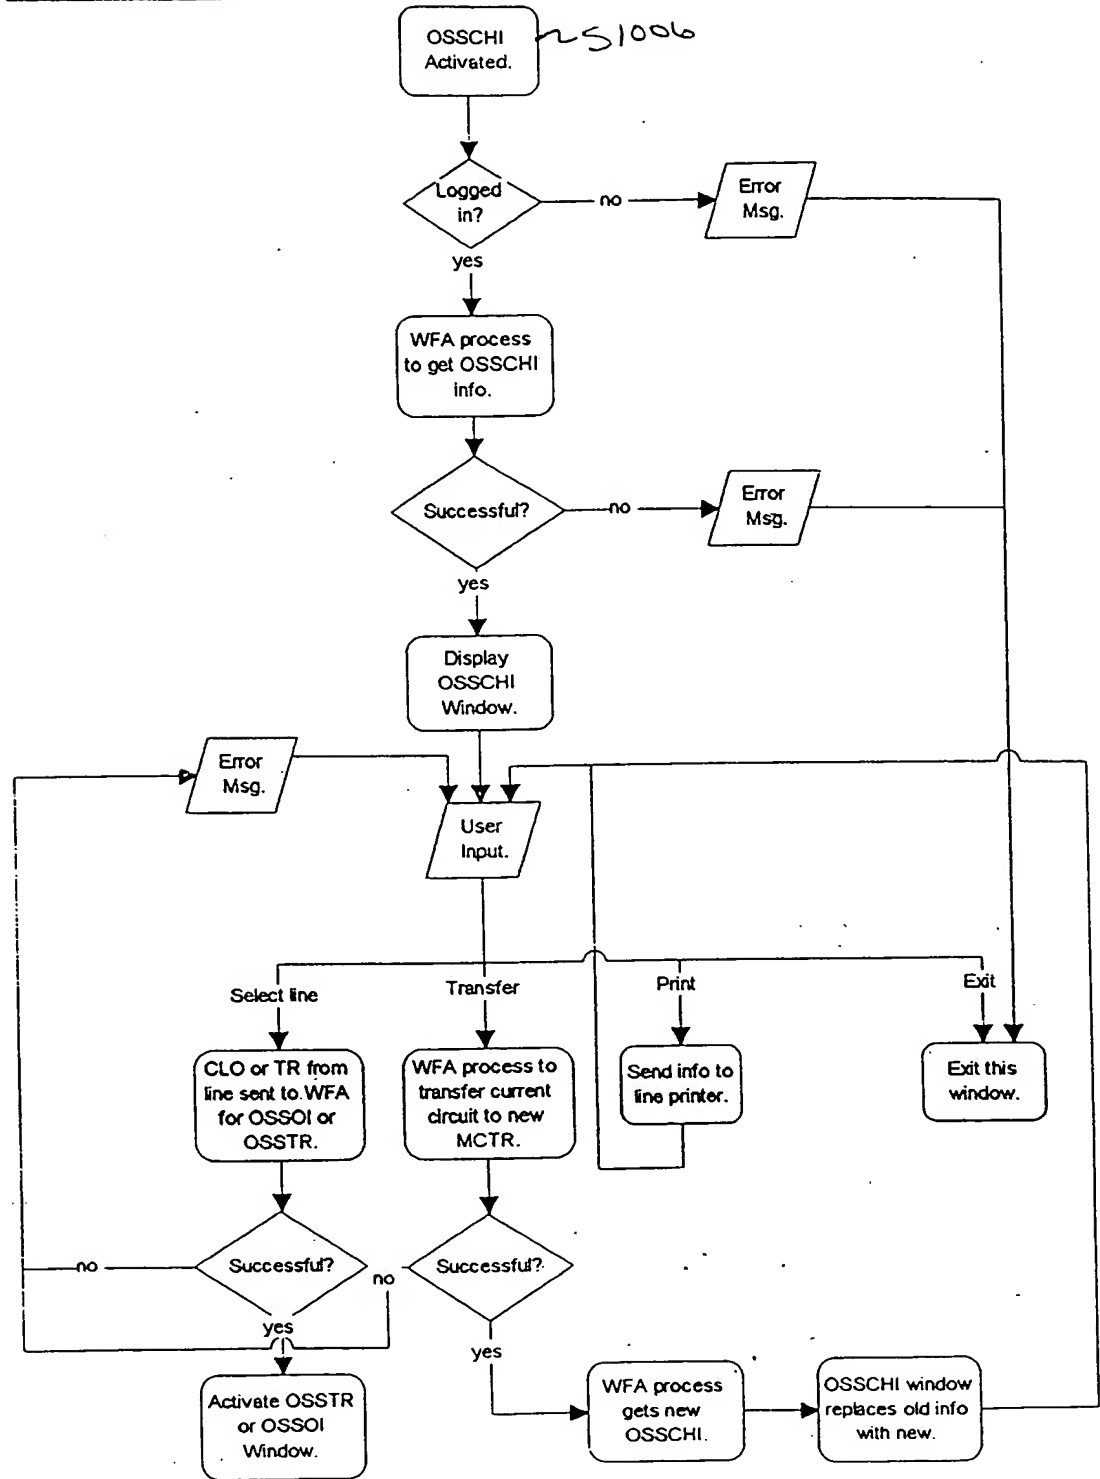 OSSCHI
Activated.
S1006
Logged
in?
no
Error
Msg.
yes
WFA process
to get OSSCHI
info.
Successful?
no
Error
Msg.
yes
Display
OSSCHI
Window.
Error
Msg.
User
Input.
Select line
Transfer
Print
Exit
CLO or TR from
line sent to WFA
for OSSOI or
OSSTR.
WFA process to
transfer current
circuit to new
MCTR.
Send info to
line printer.
Exit this
window.
no
Successful?
no
Successful?
yes
yes
Activate OSSTR
or OSSOI
Window.
WFA process
gets new
OSSCHI.
OSSCHI window
replaces old info
with new.